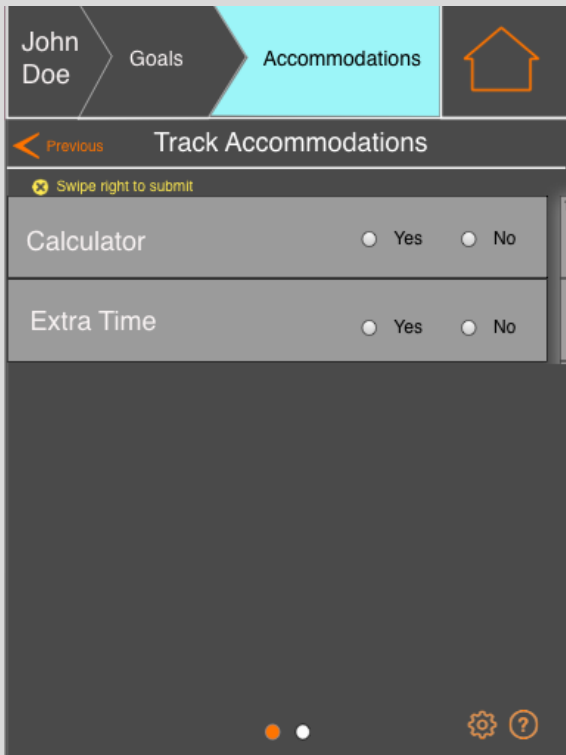 John
Doe
Goals
Accommodations
Previous
Track Accommodations
Swipe right to submit
Calculator Yes No
Extra Time Yes No
?